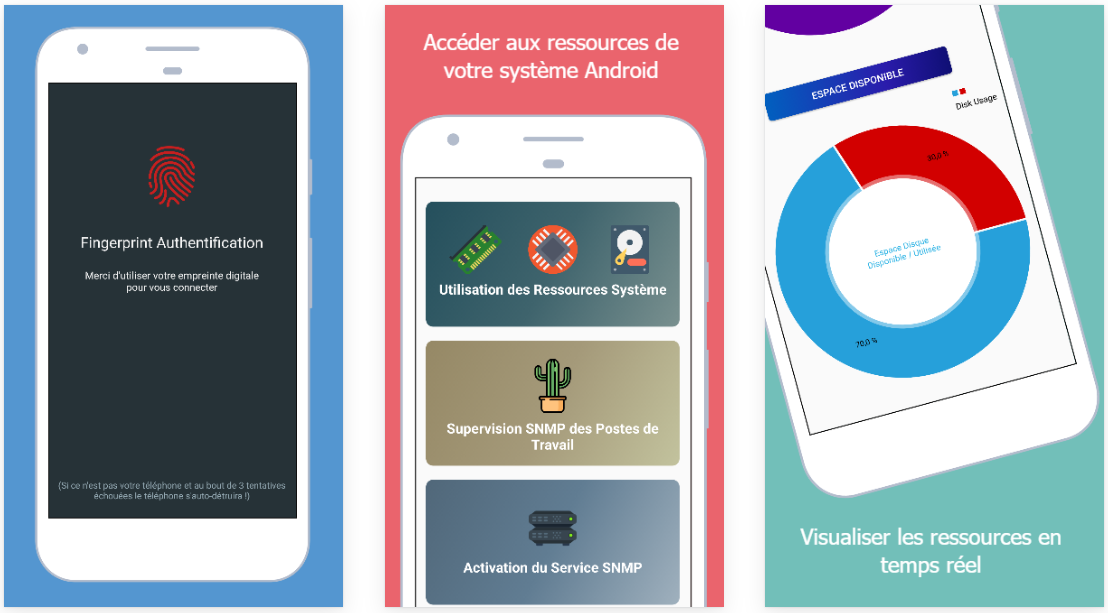 Fingerprint Authentification
Merci d'utiliser votre empreinte digitale
pour vous connecter
(Si ce n'est pas votre téléphone et au bout de 3 tentatives
échouées le téléphone s'auto-détruira !)
Accéder aux ressources de
votre système Android
Utilisation des Ressources Système
Supervision SNMP des Postes de
Travail
Activation du Service SNMP
ESPACE DISPONIBLE
Disk Usage
30,0 %
Espace Disque
Disponible / Utilisée
70,0 %
Visualiser les ressources en
temps réel